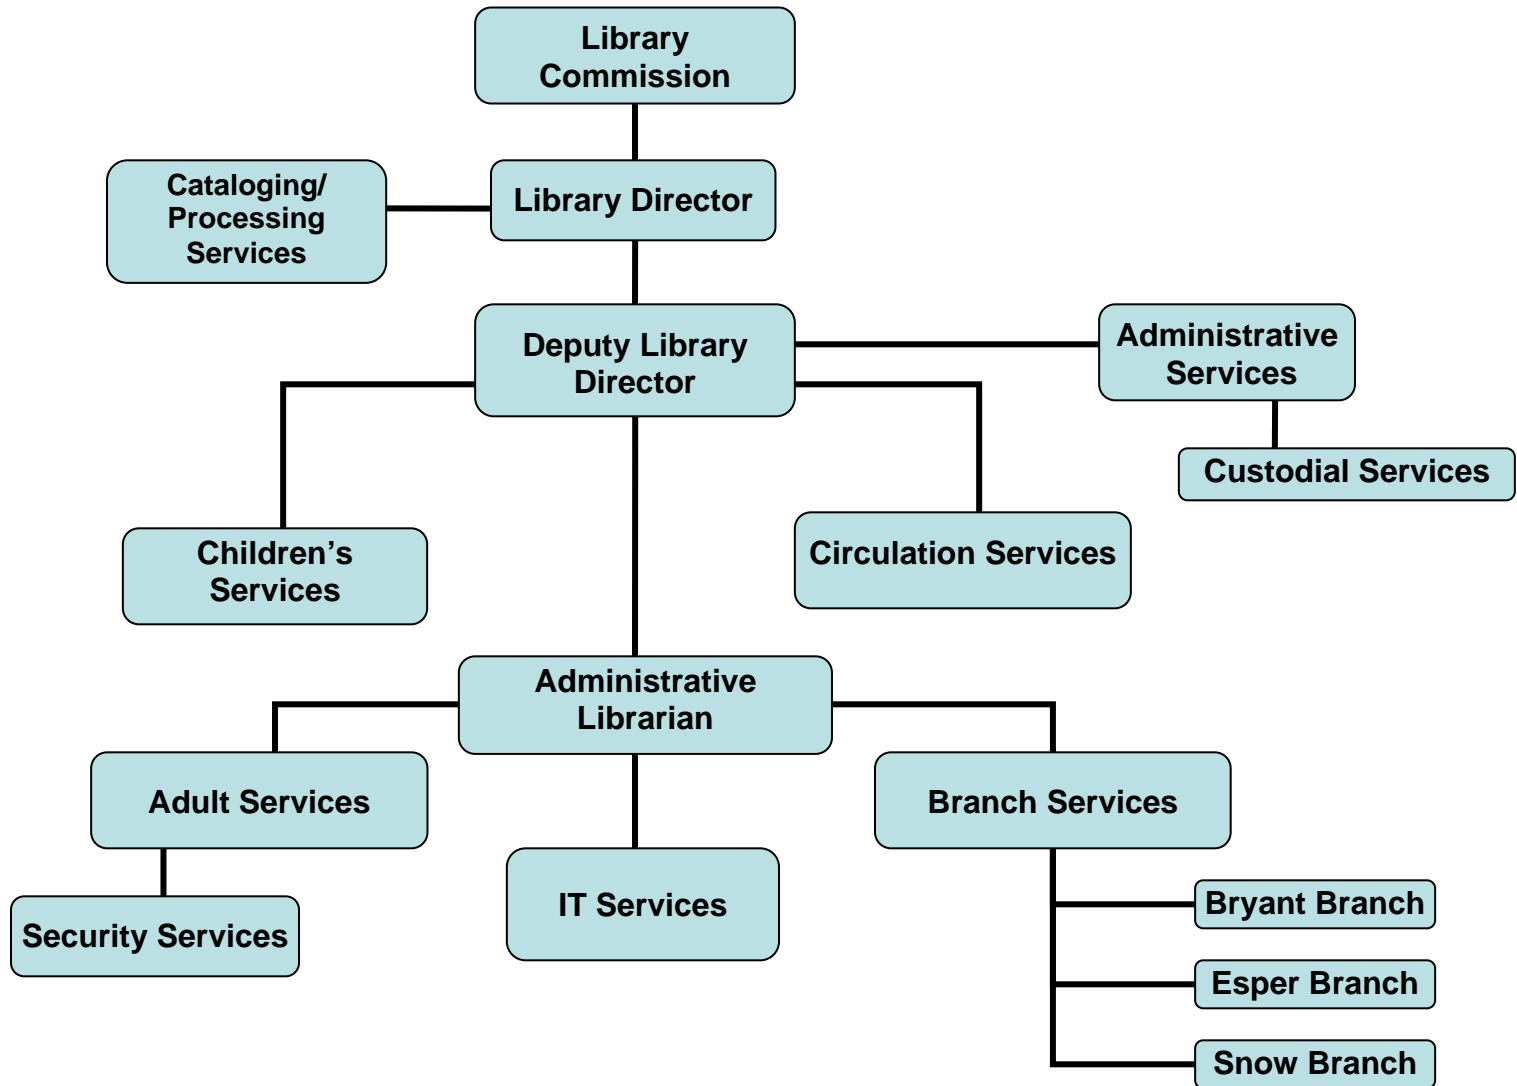 Library
Commission
Cataloging/
Processing
Services
Library Director
Deputy Library
Director
Administrative
Services
Custodial Services
Children’s
Services
Circulation Services
Administrative
Librarian
Adult Services
Branch Services
IT Services
Security Services
Bryant Branch
Esper Branch
Snow Branch